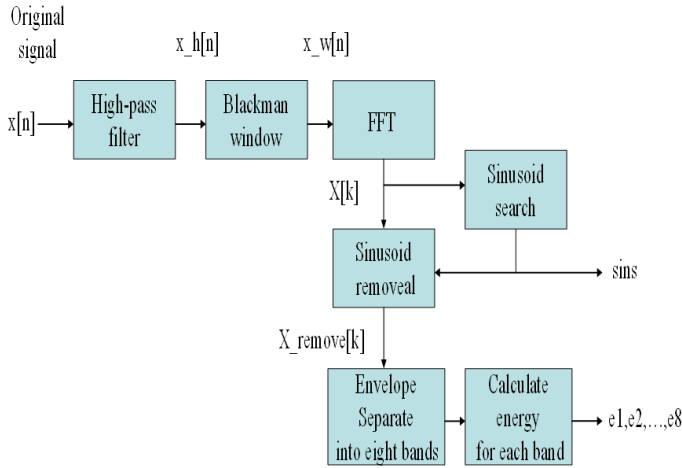 Original
signal
x_h[n]
x_w[n]
x[n]
High-pass
filter
Blackman
window
FFT
X[k]
Sinusoid
search
Sinusoid
removeal
sins
X_remove[k]
Envelope
Separate
into eight bands
Calculate
energy
for each band
e1,e2,...,e8